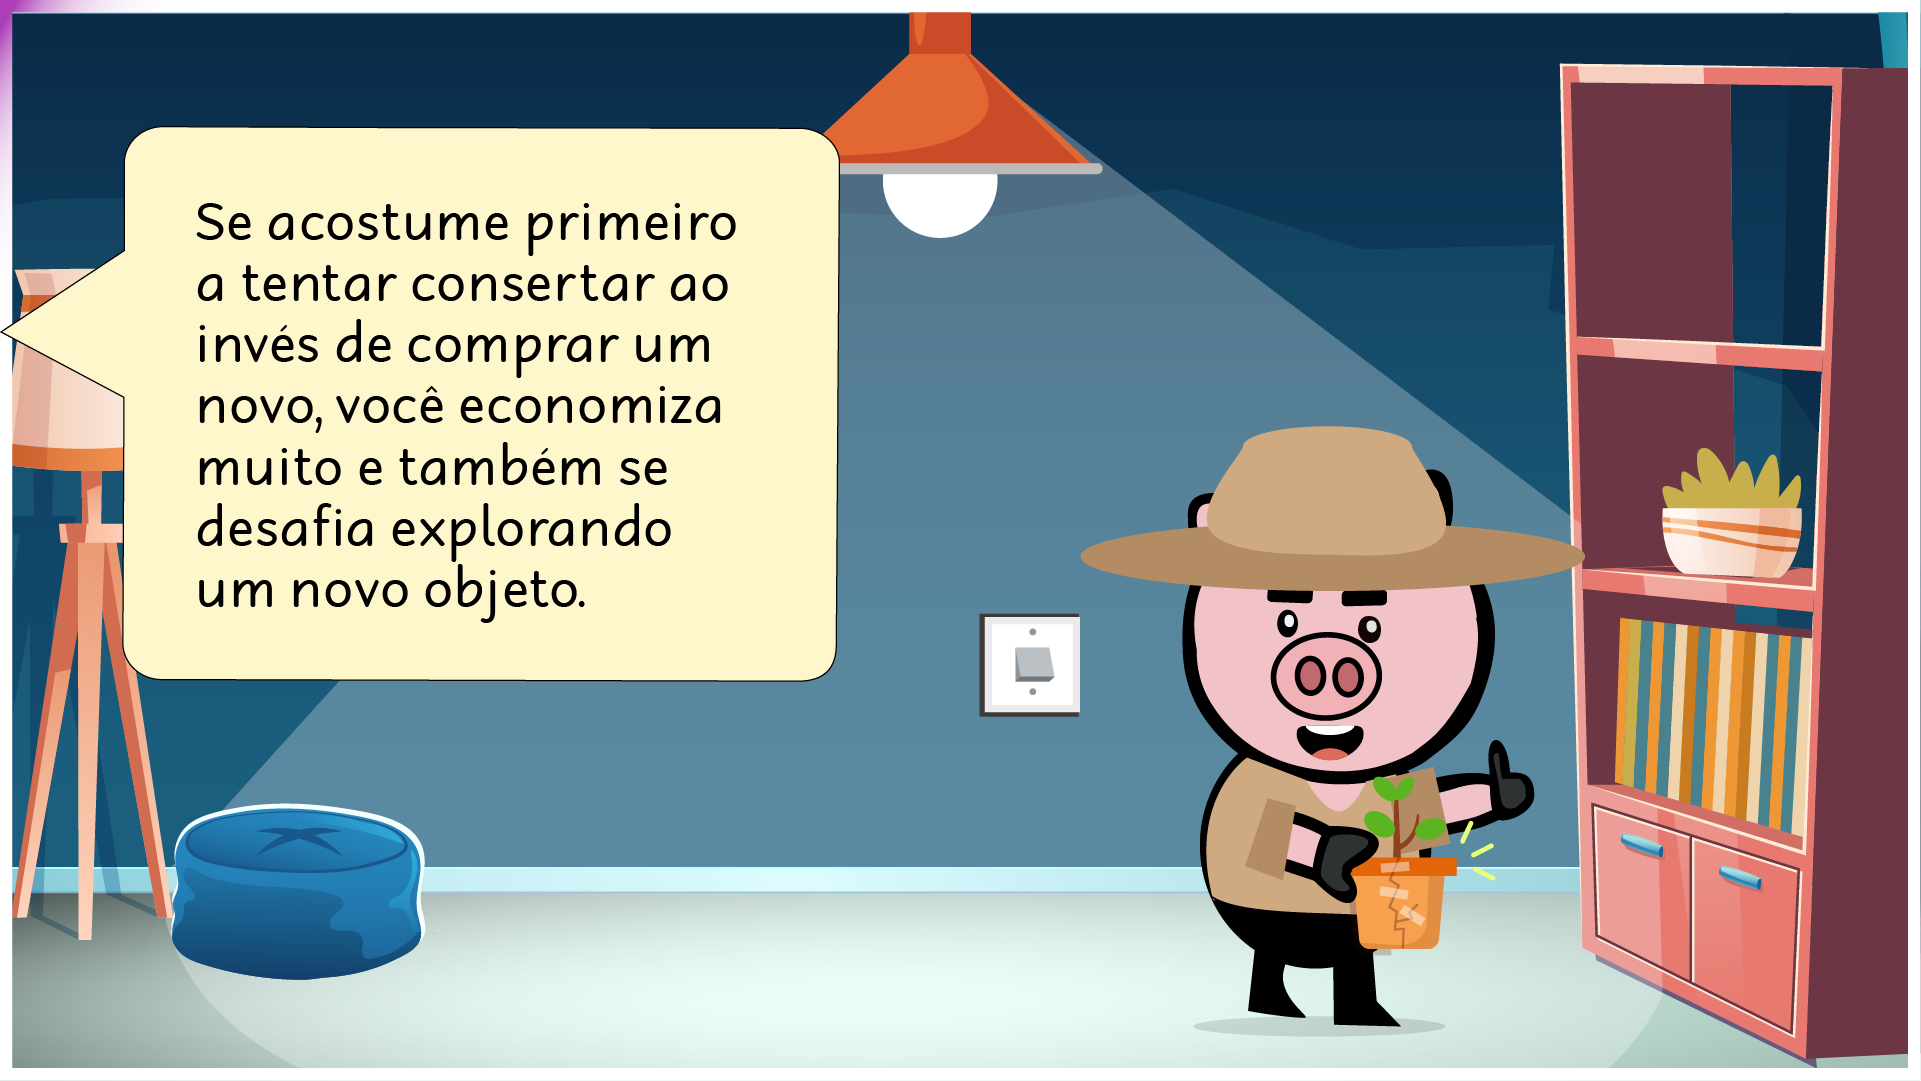 Se acostume primeiro
a tentar consertar ao
invés de comprar um
novo, você economiza
muito e também se
desafia explorando
um novo objeto.